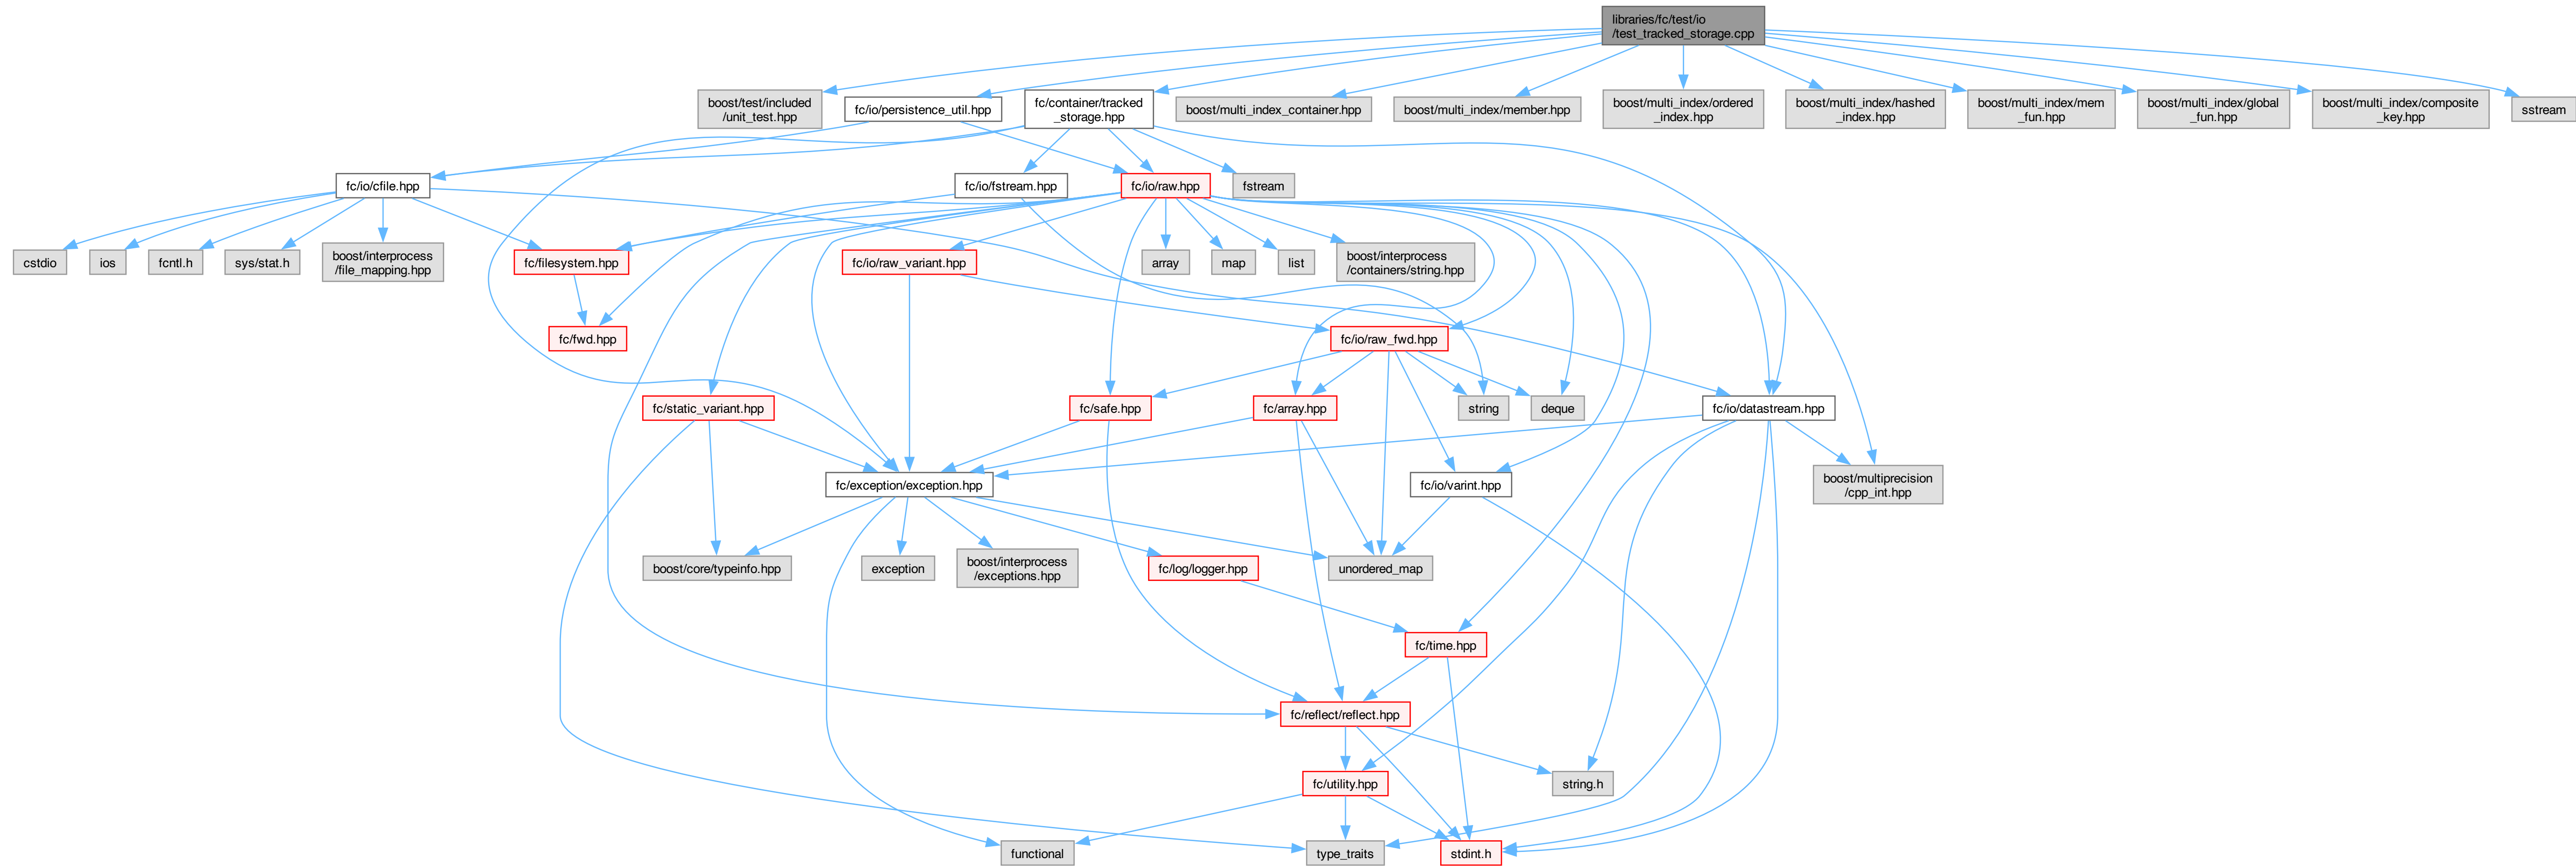 libraries/fc/test/io
/test_tracked_storage.cpp
boost/test/included
/unit_test.hpp
fc/io/persistence_util.hpp
fc/container/tracked
_storage.hpp
boost/multi_index_container.hpp
boost/multi_index/member.hpp
boost/multi_index/ordered
_index.hpp
boost/multi_index/hashed
_index.hpp
boost/multi_index/mem
_fun.hpp
boost/multi_index/global
_fun.hpp
boost/multi_index/composite
_key.hpp
sstream
fc/io/cfile.hpp
fc/io/fstream.hpp
fc/io/raw.hpp
fstream
cstdio
ios
fcntl.h
sys/stat.h
boost/interprocess
/file_mapping.hpp
fc/filesystem.hpp
fc/io/raw_variant.hpp
array
map
list
boost/interprocess
/containers/string.hpp
fc/fwd.hpp
fc/io/raw_fwd.hpp
fc/static_variant.hpp
fc/safe.hpp
fc/array.hpp
string
deque
fc/io/datastream.hpp
fc/exception/exception.hpp
fc/io/varint.hpp
boost/multiprecision
/cpp_int.hpp
boost/core/typeinfo.hpp
exception
boost/interprocess
/exceptions.hpp
fc/log/logger.hpp
unordered_map
fc/time.hpp
fc/reflect/reflect.hpp
fc/utility.hpp
string.h
functional
type_traits
stdint.h